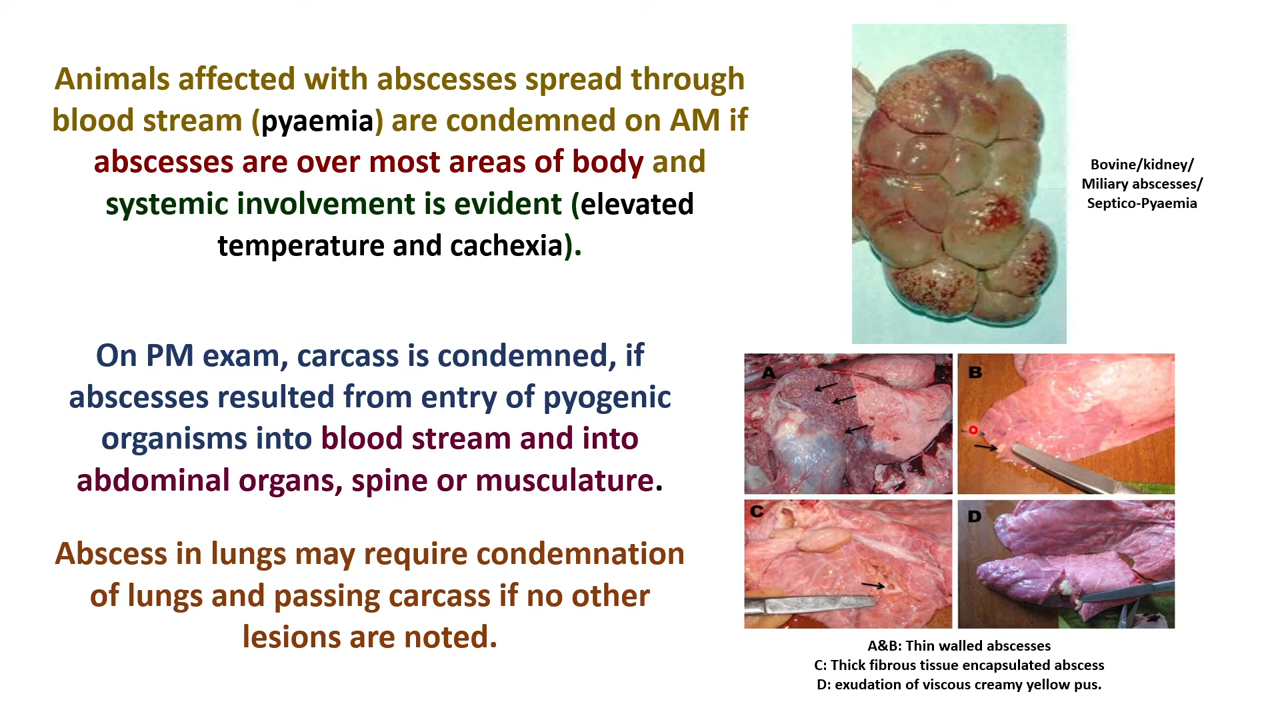 Animals affected with abscesses spread through
blood stream (pyaemia) are condemned on AM if
abscesses are over most areas of body and
systemic involvement is evident (elevated
temperature and cachexia).
On PM exam, carcass is condemned, if
abscesses resulted from entry of pyogenic
organisms into blood stream and into
abdominal organs, spine or musculature.
Abscess in lungs may require condemnation
of lungs and passing carcass if no other
lesions are noted.
Bovine/kidney/
Miliary abscesses/
Septico-Pyaemia
A
B
C
D
A&B: Thin walled abscesses
C: Thick fibrous tissue encapsulated abscess
D: exudation of viscous creamy yellow pus.